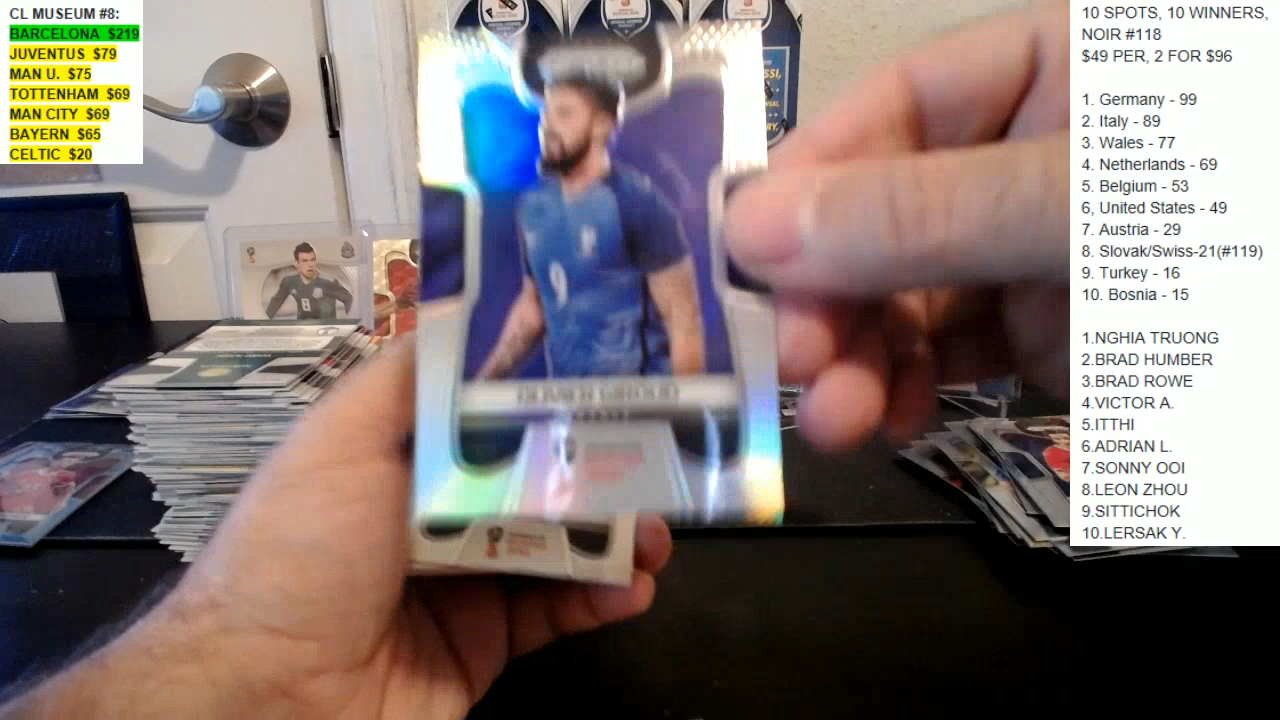 CL MUSEUM #8:
BARCELONA $219
JUVENTUS $79
MAN U. $75
TOTTENHAM $69
MAN CITY $69
BAYERN $65
CELTIC $20
10 SPOTS, 10 WINNERS,
NOIR #118
$49 PER, 2 FOR $96
1. Germany - 99
2. Italy - 89
3. Wales - 77
4. Netherlands - 69
5. Belgium - 53
6, United States - 49
7. Austria - 29
8. Slovak/Swiss-21(#119)
9. Turkey - 16
10. Bosnia - 15
1.NGHIA TRUONG
2.BRAD HUMBER
3.BRAD ROWE
4.VICTOR A.
5.ITTHI
6.ADRIAN L.
7.SONNY OOI
8.LEON ZHOU
9.SITTICHOK
10.LERSAK Y.
9
OLIVIER GIROUD
8